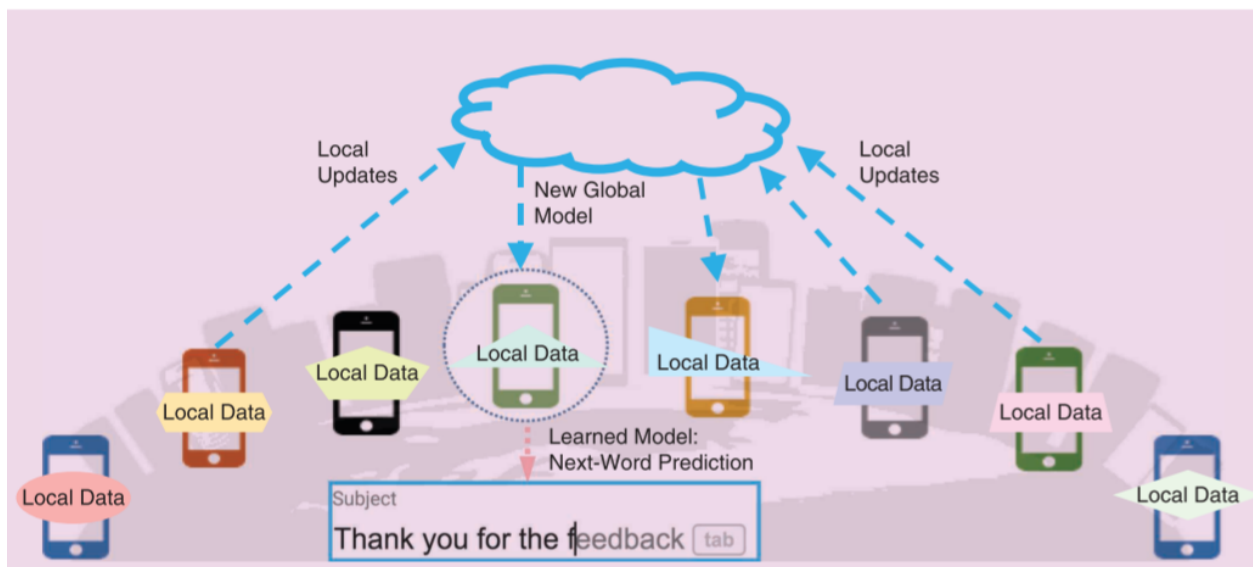 Local
Updates
Local
Updates
New Global
Model
Local Data
Local Data
Local Data
Local Data
Local Data
Local Data
Local Data
Local Data
Learned Model:
Next-Word Prediction
Subject
Thank you for the feedback tab